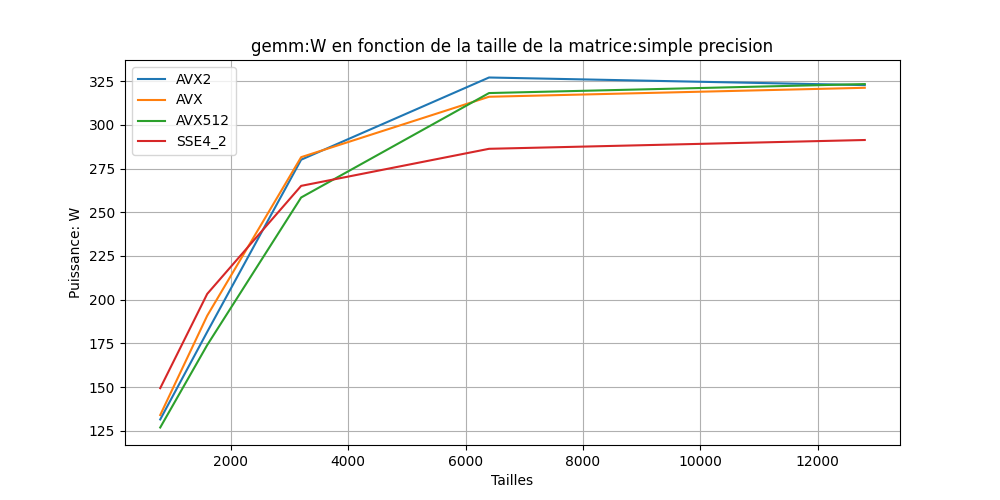 gemm:W en fonction de la taille de la matrice:simple precision
AVX2
AVX
AVX512
SSE4_2
Puissance: W
325
300
275
250
225
200
175
150
125
2000
4000
6000
8000
10000
12000
Tailles